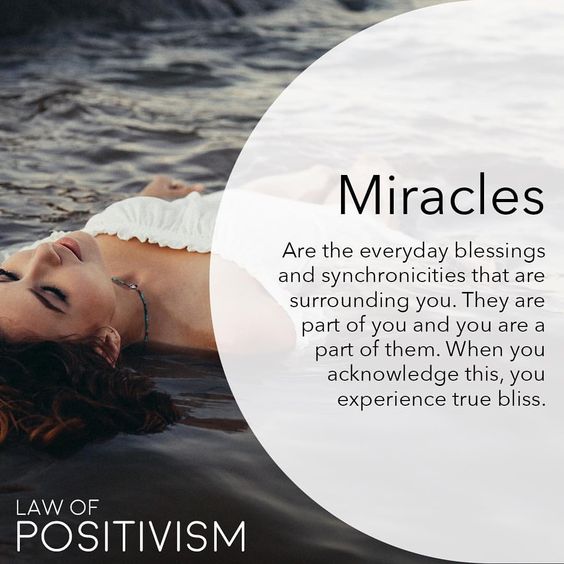 Miracles
Are the everyday blessings
and synchronicities that are
surrounding you. They are
part of you and you are a
part of them. When you
acknowledge this, you
experience true bliss.
LAW OF
POSITIVISM